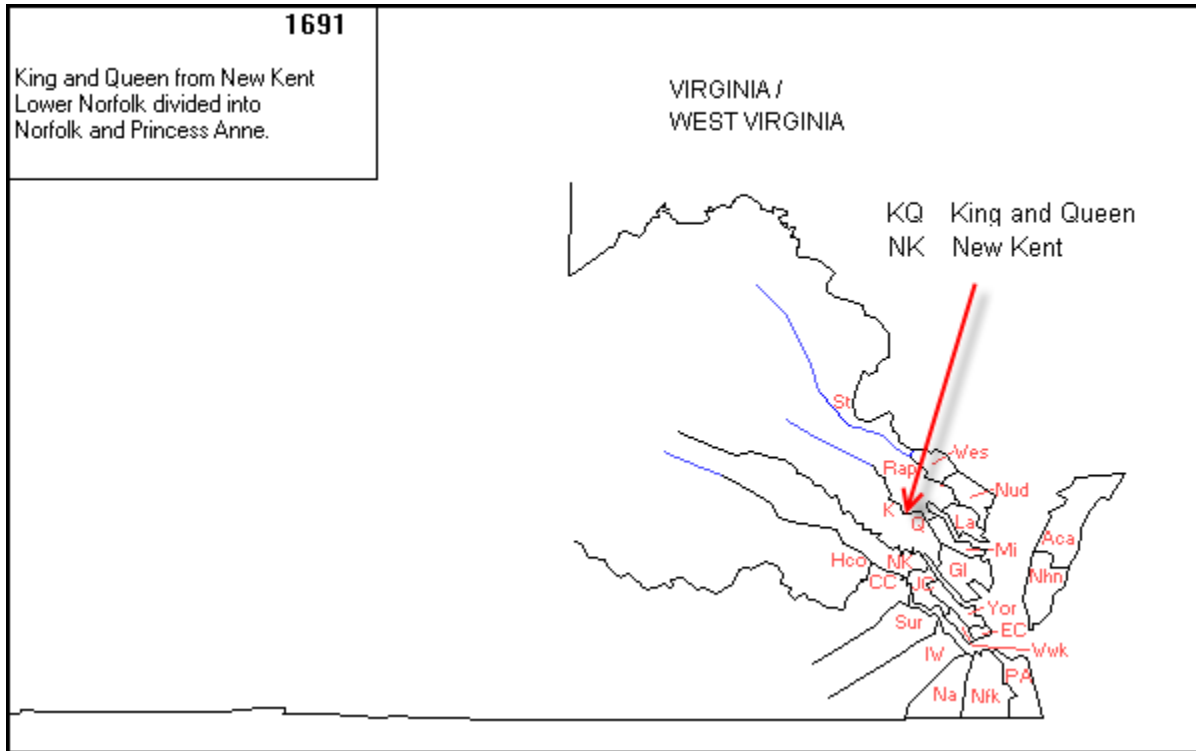 1691
King and Queen from New Kent
Lower Norfolk divided into
Norfolk and Princess Anne.
VIRGINIA /
WEST VIRGINIA
KQ King and Queen
NK New Kent
St
Wes
Rap
Nud
K
Q
La
Mi
Aca
Hco
NK
Gl
Nhn
CC
JC
Yor
Sur
EC
IW
Wwk
PA
Na
Nfk